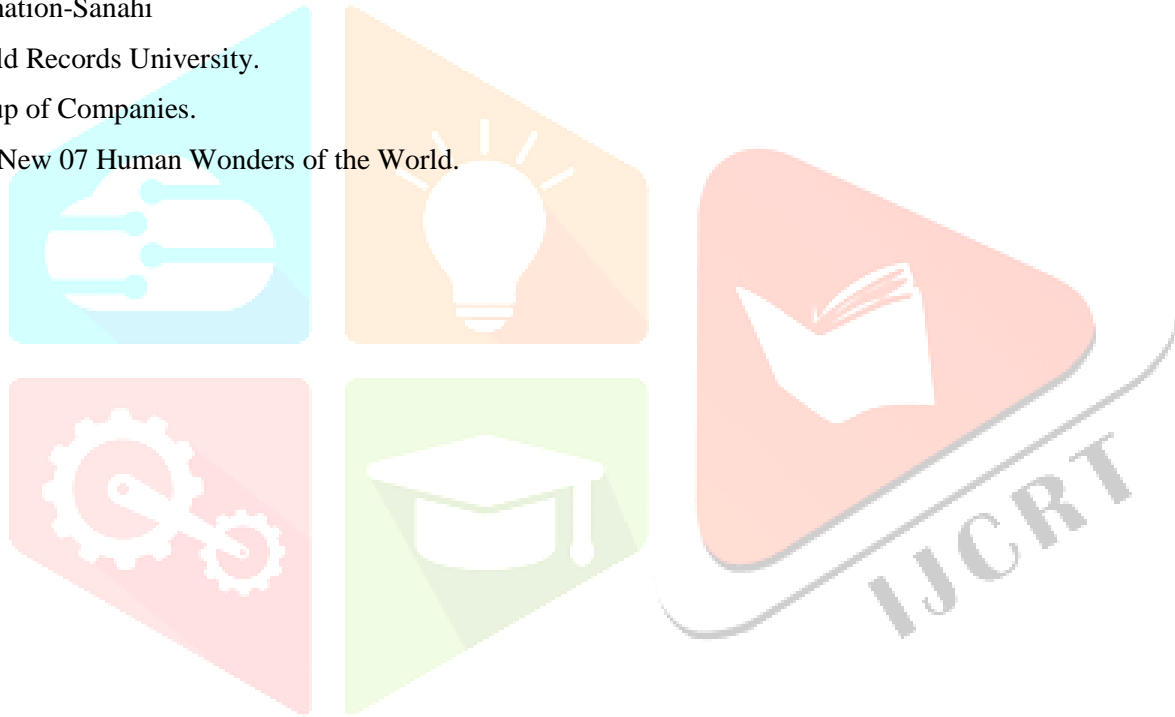 nation-Sanahi
ld Records University.
up of Companies.
New 07 Human Wonders of the World.
IJCRT